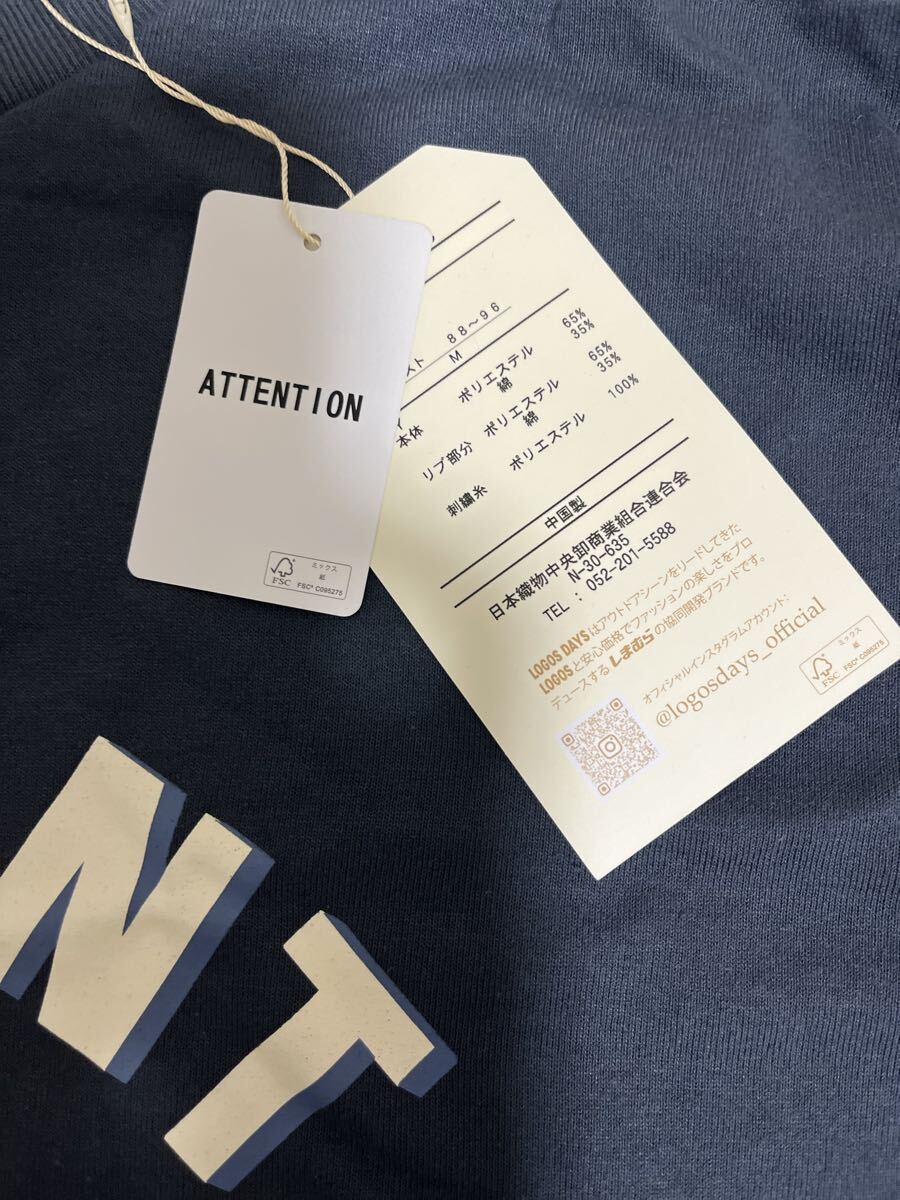 ATTENTION
ミックス
紙
FSC
FSC® C095275
スト 88～96
M
本体 ポリエステル 65%
綿 35%
リブ部分 ポリエステル 65%
綿 35%
刺繍糸 ポリエステル 100%
中国製
日本織物中央卸商業組合連合会
N-30-635
TEL : 052-201-5588
LOGOS DAYSはアウトドアシーンをリードしてきた
LOGOSと安心価格でファッションの楽しさをプロ
デュースするしまむらの協同開発ブランドです。
オフィシャルインスタグラムアカウント:
@logosdays_official
ミックス
紙
FSC
FSC® C095275
NT